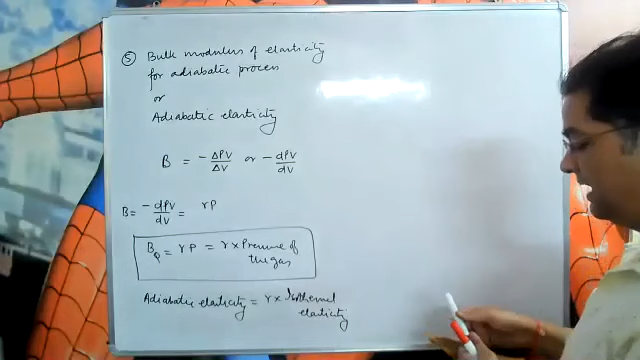 ⑤ Bulk modulus of elasticity
for adiabatic process
or
Adiabatic elasticity
B = -ΔPV/ΔV or -dPV/dV
B = -dPV/dV = γP
Bφ = γP = γ × Pressure of
the gas
Adiabatic elasticity = γ × Isothermal
elasticity